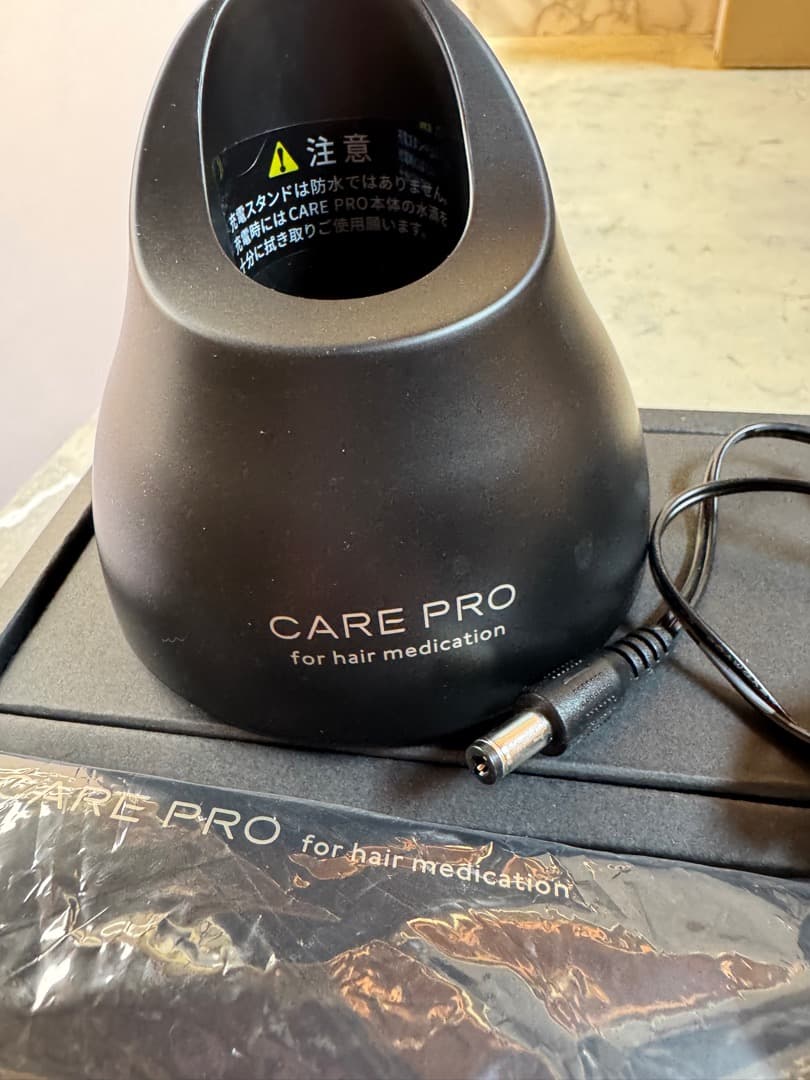 注意
充電スタンドは防水ではありません。
充電時にはCARE PRO本体の水滴を
十分に拭き取りご使用願います。
CARE PRO
for hair medication
CARE PRO for hair medication